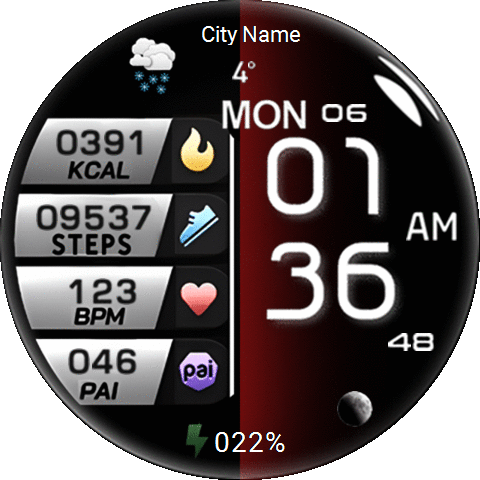 City Name
4°
MON 06
0391
KCAL
09537
STEPS
123
BPM
046
PAI
pai
01
AM
36
48
022%